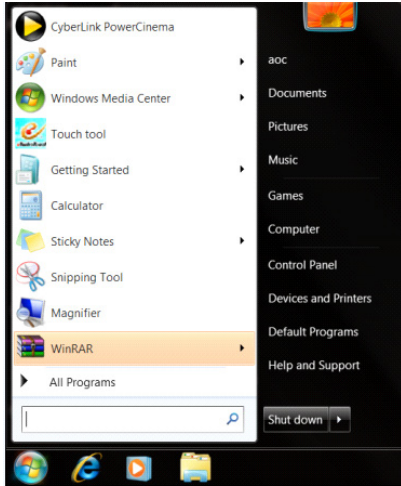 CyberLink PowerCinema
Paint
Windows Media Center
Touch tool
Getting Started
Calculator
Sticky Notes
Snipping Tool
Magnifier
WinRAR
All Programs
aoc
Documents
Pictures
Music
Games
Computer
Control Panel
Devices and Printers
Default Programs
Help and Support
Shut down